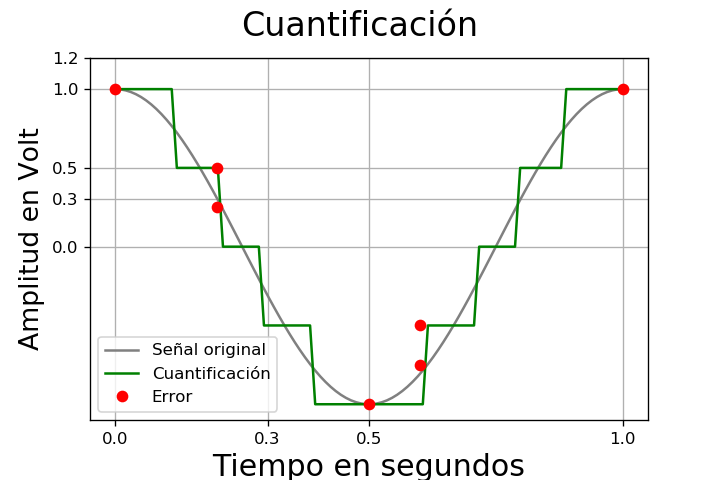 Cuantificación
1.2
1.0
0.5
0.3
0.0
Amplitud en Volt
Señal original
Cuantificación
Error
0.0 0.3 0.5 1.0
Tiempo en segundos